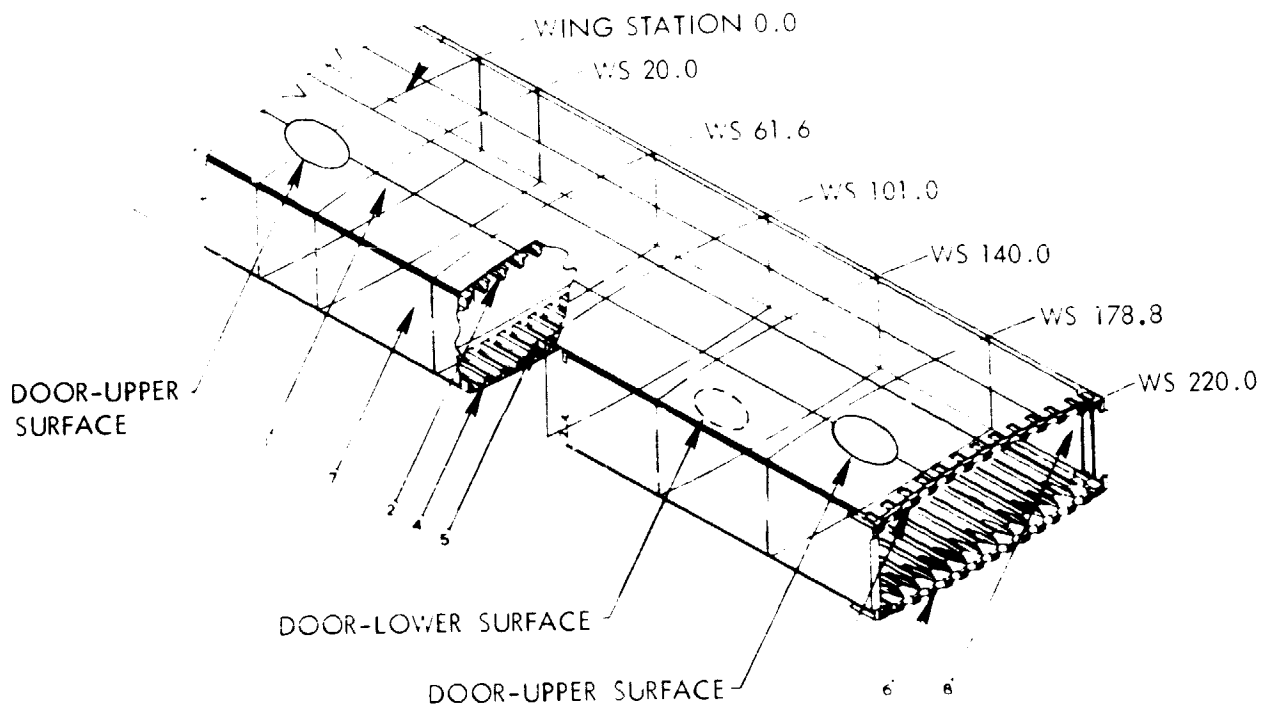 WING STATION 0.0
WS 20.0
WS 61.6
WS 101.0
WS 140.0
WS 178.8
WS 220.0
DOOR-UPPER
SURFACE
7
2
A
5
DOOR-LOWER SURFACE
DOOR-UPPER SURFACE
6
8